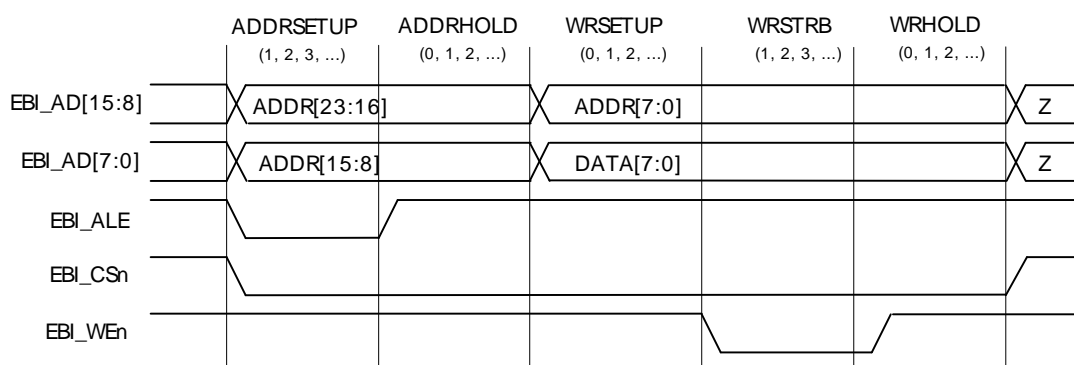 ADDRSETUP ADDRHOLD WRSETUP WRSTRB WRHOLD
(1, 2, 3, ...) (0, 1, 2, ...) (0, 1, 2, ...) (1, 2, 3, ...) (0, 1, 2, ...)
EBI_AD[15:8] ADDR[23:16] ADDR[7:0] Z
EBI_AD[7:0] ADDR[15:8] DATA[7:0] Z
EBI_ALE
EBI_CSn
EBI_WEn